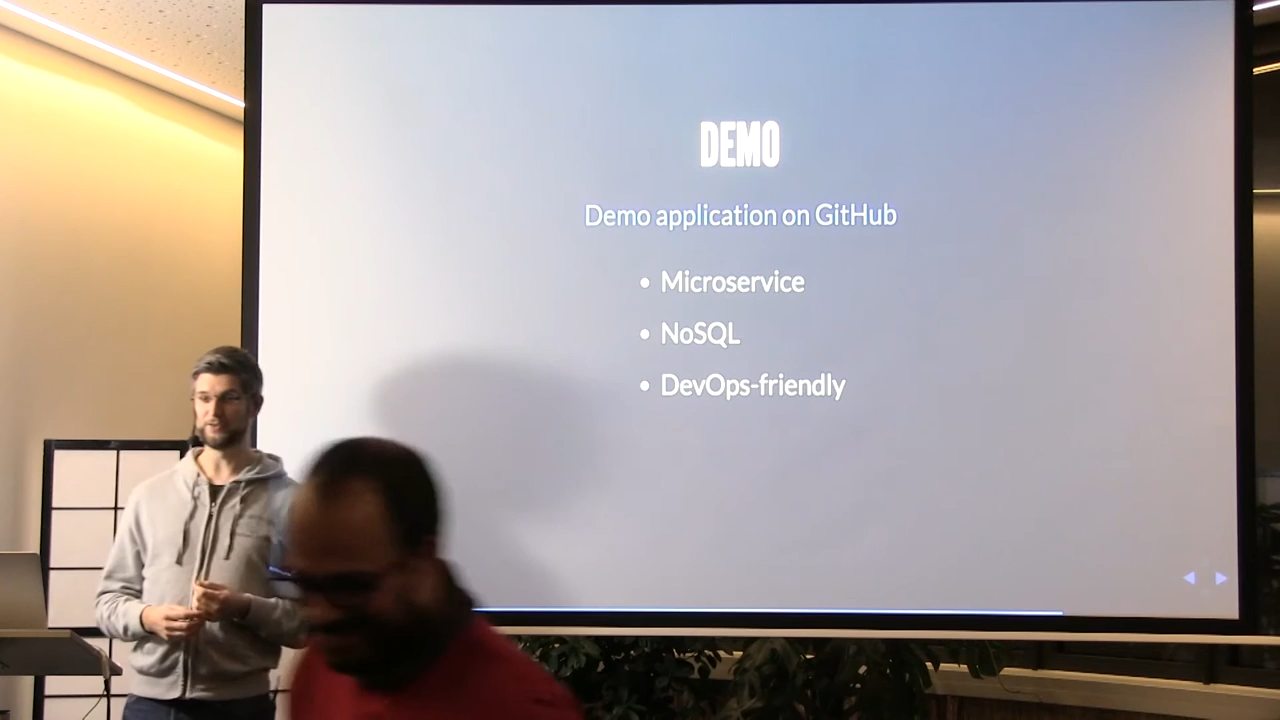 DEMO
Demo application on GitHub
• Microservice
• NoSQL
• DevOps-friendly